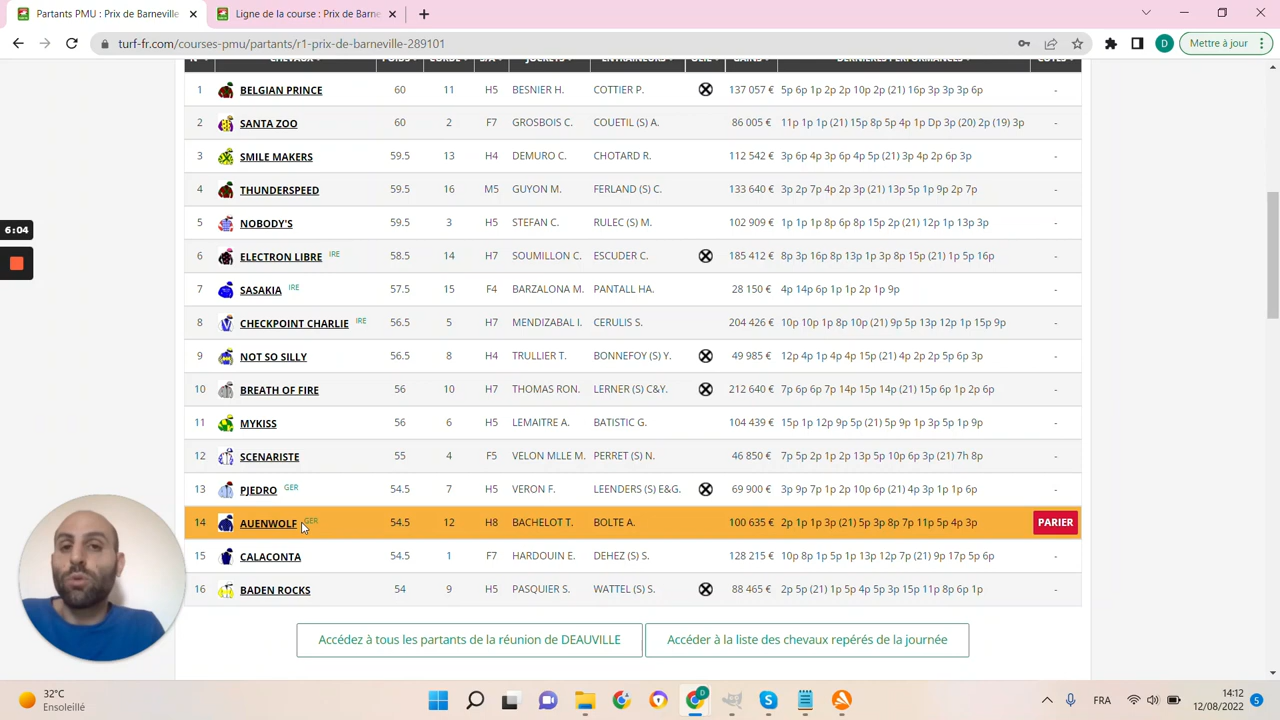 Partants PMU : Prix de Barneville
Ligne de la course : Prix de Barne
turf-fr.com/courses-pmu/partants/r1-prix-de-barneville-289101
D
Mettre à jour
N° CHEVAUX POIDS CORDE S/A JOCKEYS ENTRAINEURS ŒIL GAINS DERNIÈRES PERFORMANCES COTES
1 BELGIAN PRINCE 60 11 H5 BESNIER H. COTTIER P. 137 057 € 5p 6p 1p 2p 2p 10p 2p (21) 16p 3p 3p 3p 6p -
2 SANTA ZOO 60 2 F7 GROSBOIS C. COUETIL (S) A. 86 005 € 11p 1p 1p (21) 15p 8p 5p 4p 1p Dp 3p (20) 2p (19) 3p -
3 SMILE MAKERS 59.5 13 H4 DEMURO C. CHOTARD R. 112 542 € 3p 6p 4p 3p 6p 4p 5p (21) 3p 4p 2p 6p 3p -
4 THUNDERSPEED 59.5 16 M5 GUYON M. FERLAND (S) C. 133 640 € 3p 2p 7p 4p 2p 3p (21) 13p 5p 1p 9p 2p 7p -
5 NOBODY'S 59.5 3 H5 STEFAN C. RULEC (S) M. 102 909 € 1p 1p 1p 8p 6p 8p 15p 2p (21) 12p 1p 13p 3p -
6 ELECTRON LIBRE IRE 58.5 14 H7 SOUMILLON C. ESCUDER C. 185 412 € 8p 3p 16p 8p 13p 1p 3p 8p 15p (21) 1p 5p 16p -
7 SASAKIA IRE 57.5 15 F4 BARZALONA M. PANTALL HA. 28 150 € 4p 14p 6p 1p 1p 2p 1p 9p -
8 CHECKPOINT CHARLIE IRE 56.5 5 H7 MENDIZABAL I. CERULIS S. 204 426 € 10p 10p 1p 8p 10p (21) 9p 5p 13p 12p 1p 15p 9p -
9 NOT SO SILLY 56.5 8 H4 TRULLIER T. BONNEFOY (S) Y. 49 985 € 12p 4p 1p 4p 4p 15p (21) 4p 2p 2p 5p 6p 3p -
10 BREATH OF FIRE 56 10 H7 THOMAS RON. LERNER (S) C&Y. 212 640 € 7p 6p 6p 7p 14p 15p 14p (21) 15p 6p 1p 2p 6p -
11 MYKISS 56 6 H5 LEMAITRE A. BATISTIC G. 104 439 € 15p 1p 12p 9p 5p (21) 5p 9p 1p 3p 5p 1p 9p -
12 SCENARISTE 55 4 F5 VELON MLLE M. PERRET (S) N. 46 850 € 7p 5p 2p 1p 2p 13p 5p 10p 6p 3p (21) 7h 8p -
13 PJEDRO GER 54.5 7 H5 VERON F. LEENDERS (S) E&G. 69 900 € 3p 9p 7p 1p 2p 10p 6p (21) 4p 3p 1p 1p 6p -
14 AUENWOLF GER 54.5 12 H8 BACHELOT T. BOLTE A. 100 635 € 2p 1p 1p 3p (21) 5p 3p 8p 7p 11p 5p 4p 3p PARIER
15 CALACONTA 54.5 1 F7 HARDOUIN E. DEHEZ (S) S. 128 215 € 10p 8p 1p 5p 1p 13p 12p 7p (21) 9p 17p 5p 6p -
16 BADEN ROCKS 54 9 H5 PASQUIER S. WATTEL (S) S. 88 465 € 2p 5p (21) 1p 5p 4p 5p 3p 15p 11p 8p 6p 1p -
6:04
Accédez à tous les partants de la réunion de DEAUVILLE
Accéder à la liste des chevaux repérés de la journée
32°C
Ensoleillé
D
FRA
14:12
12/08/2022
5